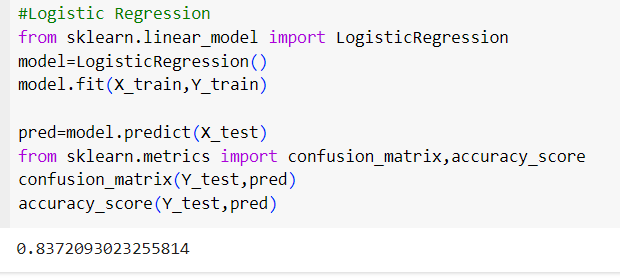 #Logistic Regression
from sklearn.linear_model import LogisticRegression
model=LogisticRegression()
model.fit(X_train,Y_train)
pred=model.predict(X_test)
from sklearn.metrics import confusion_matrix,accuracy_score
confusion_matrix(Y_test,pred)
accuracy_score(Y_test,pred)
0.8372093023255814